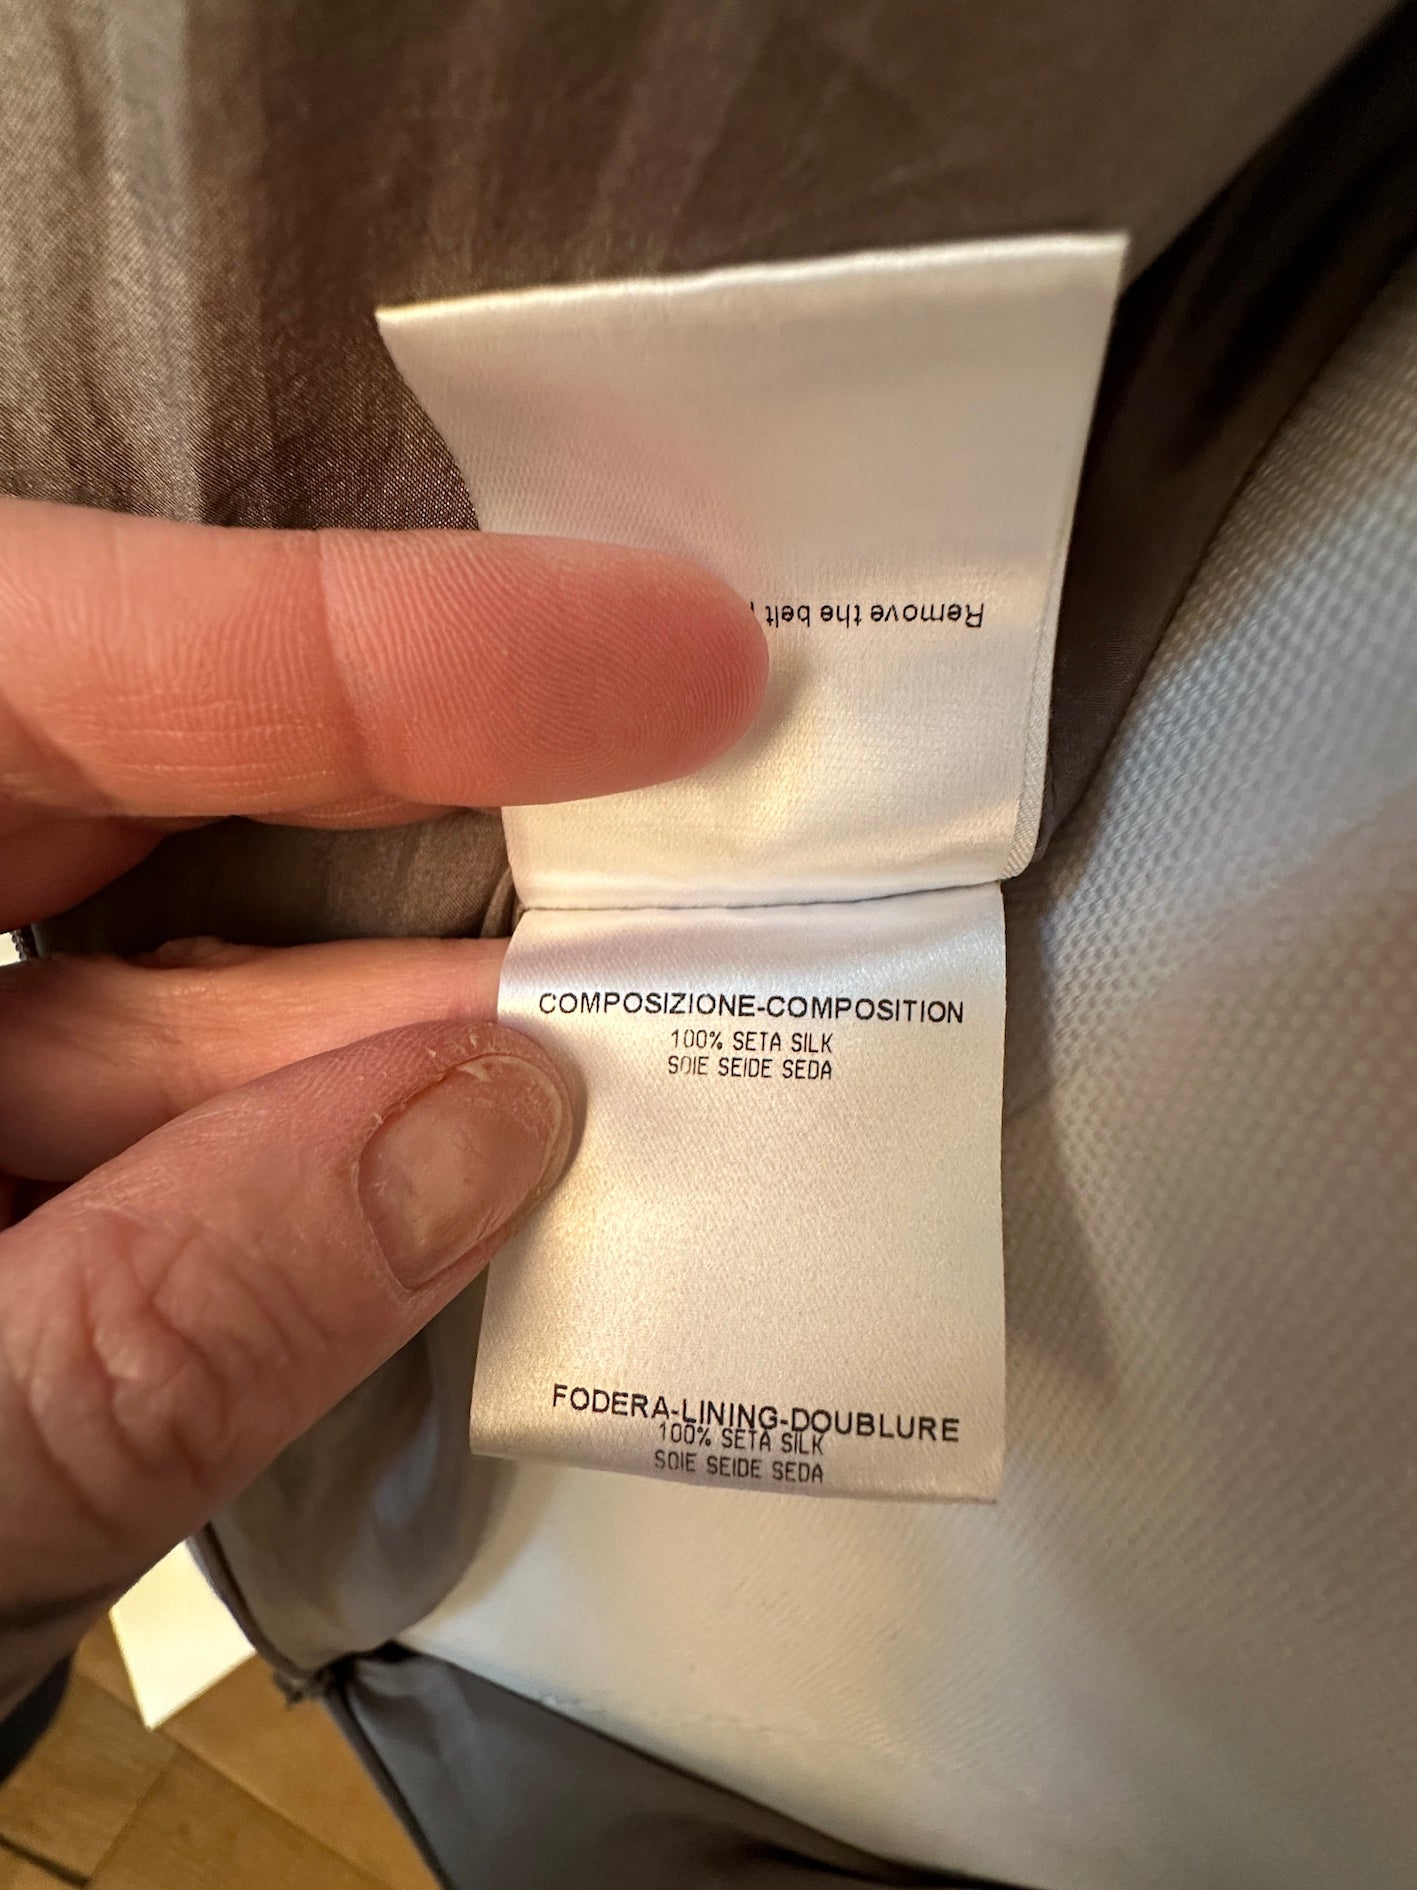 Remove the belt
COMPOSIZIONE-COMPOSITION
100% SETA SILK
SOIE SEIDE SEDA
FODERA-LINING-DOUBLURE
100% SETA SILK
SOIE SEIDE SEDA